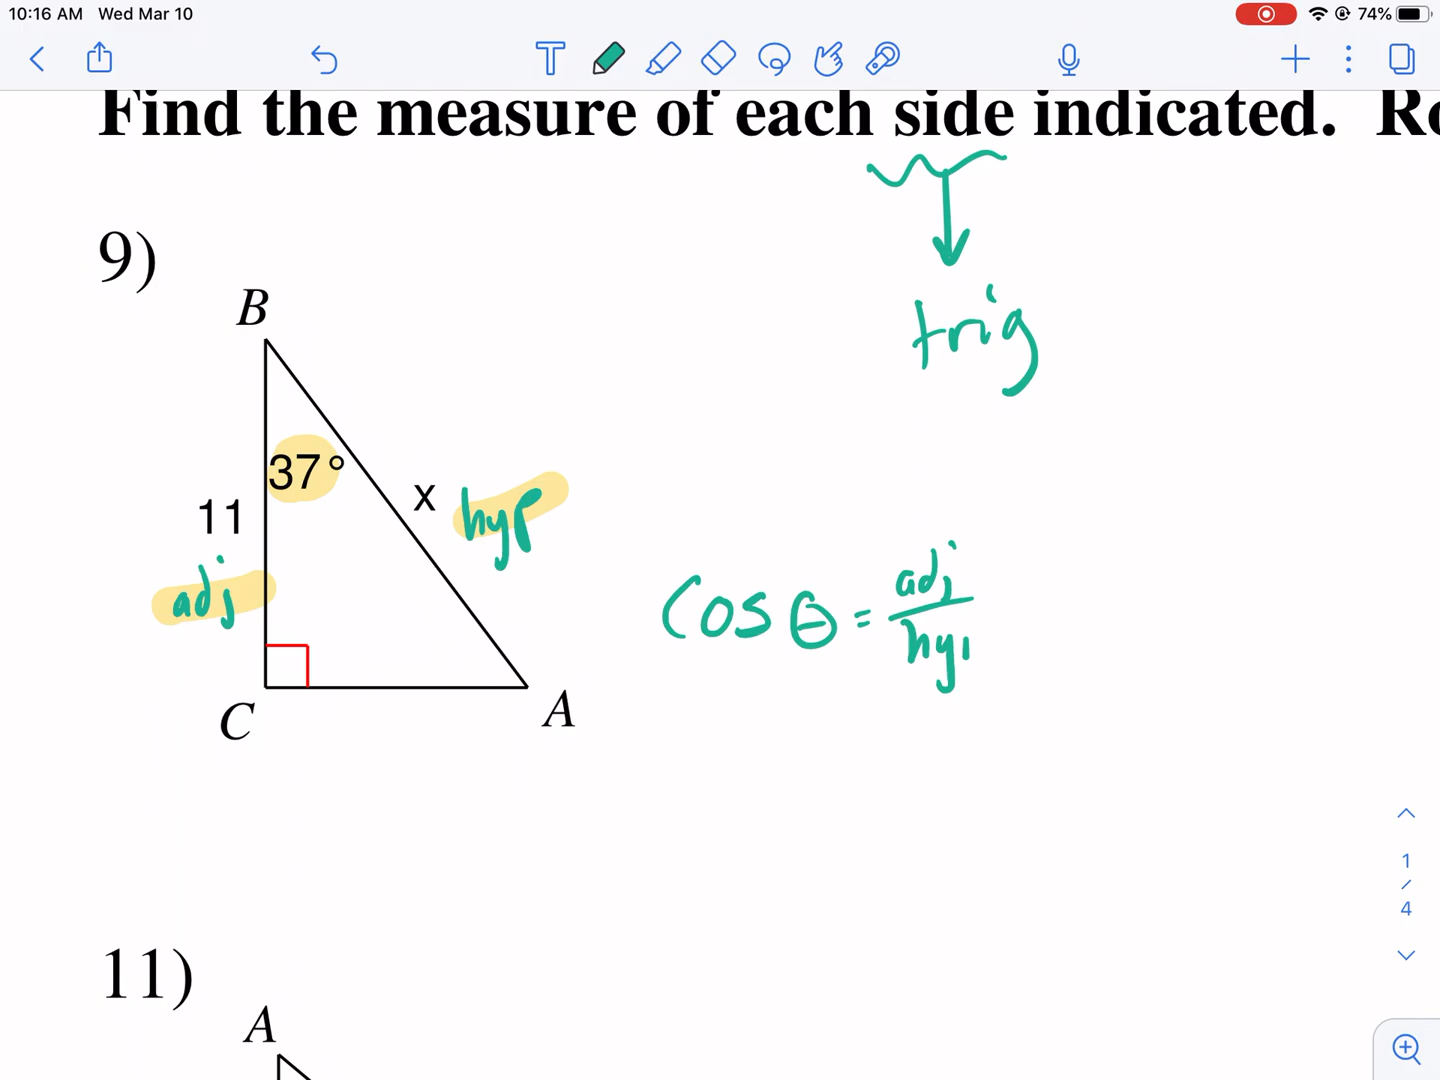 10:16 AM Wed Mar 10
74%
Find the measure of each side indicated.
trig
9)
B
37°
11
x
hyp
adj
cos θ = adj
C
A
1
/
4
11)
A